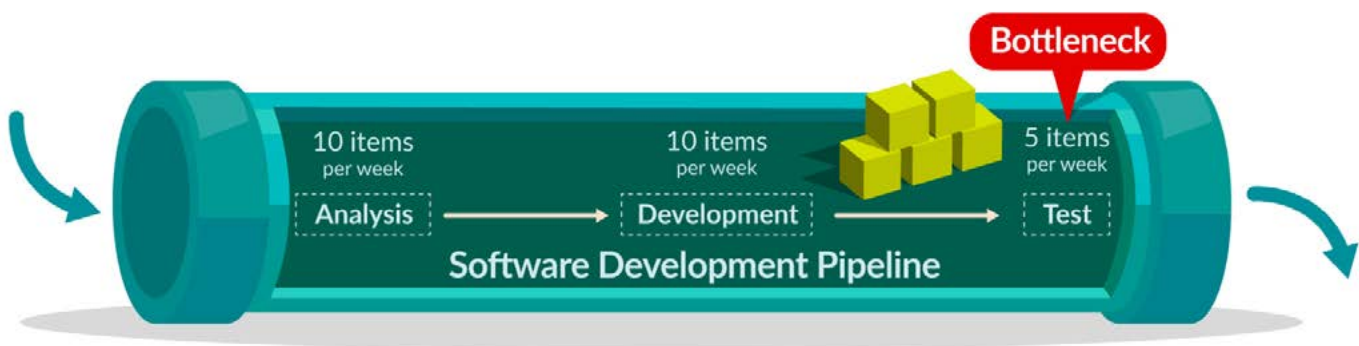 Bottleneck
10 items
per week
Analysis
10 items
per week
Development
5 items
per week
Test
Software Development Pipeline